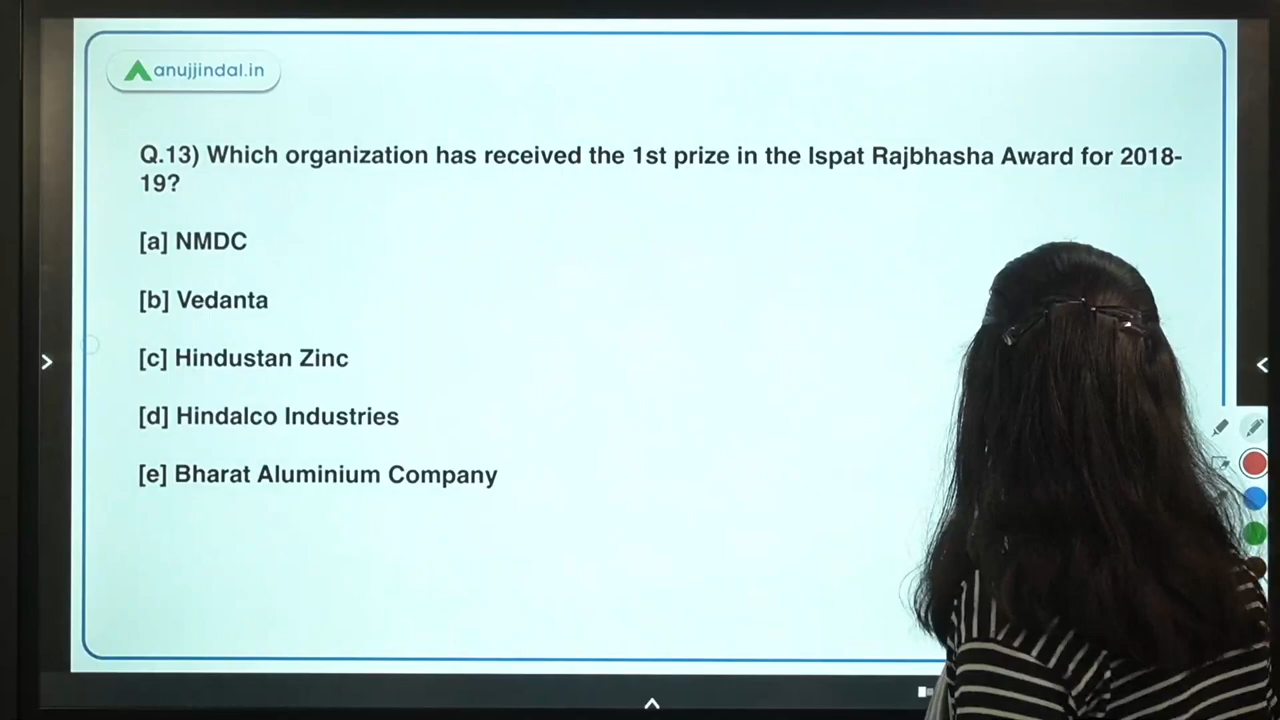 anujjindal.in
Q.13) Which organization has received the 1st prize in the Ispat Rajbhasha Award for 2018-
19?
[a] NMDC
[b] Vedanta
[c] Hindustan Zinc
[d] Hindalco Industries
[e] Bharat Aluminium Company